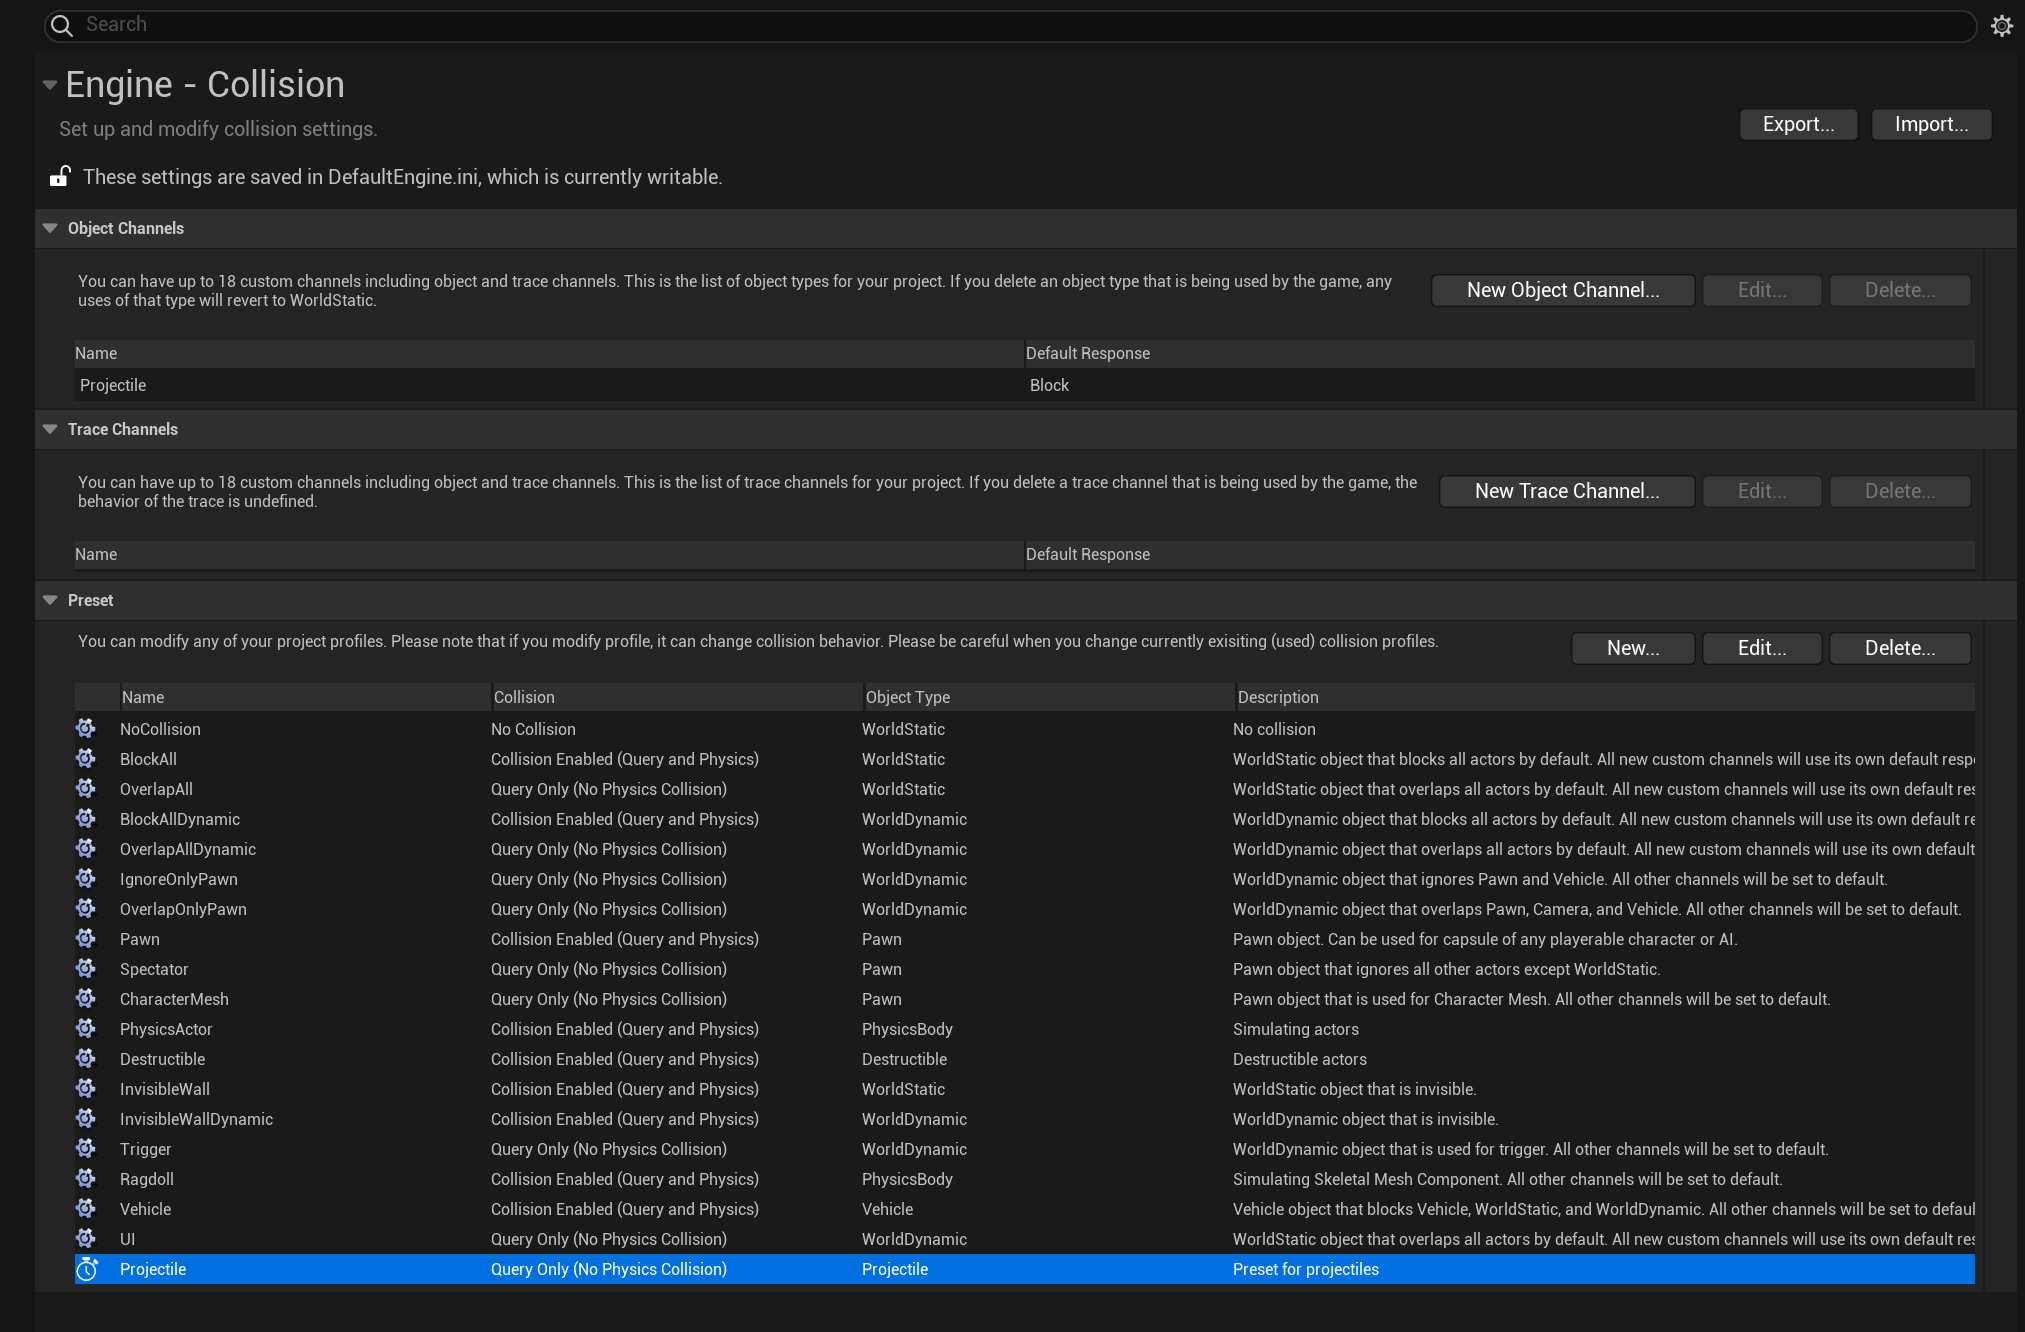 Search
Engine - Collision
Set up and modify collision settings.
Export...
Import...
These settings are saved in DefaultEngine.ini, which is currently writable.
Object Channels
You can have up to 18 custom channels including object and trace channels. This is the list of object types for your project. If you delete an object type that is being used by the game, any
uses of that type will revert to WorldStatic.
New Object Channel... Edit... Delete...
Name Default Response
Projectile Block
Trace Channels
You can have up to 18 custom channels including object and trace channels. This is the list of trace channels for your project. If you delete a trace channel that is being used by the game, the
behavior of the trace is undefined.
New Trace Channel... Edit... Delete...
Name Default Response
Preset
You can modify any of your project profiles. Please note that if you modify profile, it can change collision behavior. Please be careful when you change currently exisiting (used) collision profiles.
New... Edit... Delete...
Name Collision Object Type Description
NoCollision No Collision WorldStatic No collision
BlockAll Collision Enabled (Query and Physics) WorldStatic WorldStatic object that blocks all actors by default. All new custom channels will use its own default resp
OverlapAll Query Only (No Physics Collision) WorldStatic WorldStatic object that overlaps all actors by default. All new custom channels will use its own default res
BlockAllDynamic Collision Enabled (Query and Physics) WorldDynamic WorldDynamic object that blocks all actors by default. All new custom channels will use its own default re
OverlapAllDynamic Query Only (No Physics Collision) WorldDynamic WorldDynamic object that overlaps all actors by default. All new custom channels will use its own default
IgnoreOnlyPawn Query Only (No Physics Collision) WorldDynamic WorldDynamic object that ignores Pawn and Vehicle. All other channels will be set to default.
OverlapOnlyPawn Query Only (No Physics Collision) WorldDynamic WorldDynamic object that overlaps Pawn, Camera, and Vehicle. All other channels will be set to default.
Pawn Collision Enabled (Query and Physics) Pawn Pawn object. Can be used for capsule of any playerable character or AI.
Spectator Query Only (No Physics Collision) Pawn Pawn object that ignores all other actors except WorldStatic.
CharacterMesh Query Only (No Physics Collision) Pawn Pawn object that is used for Character Mesh. All other channels will be set to default.
PhysicsActor Collision Enabled (Query and Physics) PhysicsBody Simulating actors
Destructible Collision Enabled (Query and Physics) Destructible Destructible actors
InvisibleWall Collision Enabled (Query and Physics) WorldStatic WorldStatic object that is invisible.
InvisibleWallDynamic Collision Enabled (Query and Physics) WorldDynamic WorldDynamic object that is invisible.
Trigger Query Only (No Physics Collision) WorldDynamic WorldDynamic object that is used for trigger. All other channels will be set to default.
Ragdoll Collision Enabled (Query and Physics) PhysicsBody Simulating Skeletal Mesh Component. All other channels will be set to default.
Vehicle Collision Enabled (Query and Physics) Vehicle Vehicle object that blocks Vehicle, WorldStatic, and WorldDynamic. All other channels will be set to defaul
UI Query Only (No Physics Collision) WorldDynamic WorldStatic object that overlaps all actors by default. All new custom channels will use its own default res
Projectile Query Only (No Physics Collision) Projectile Preset for projectiles